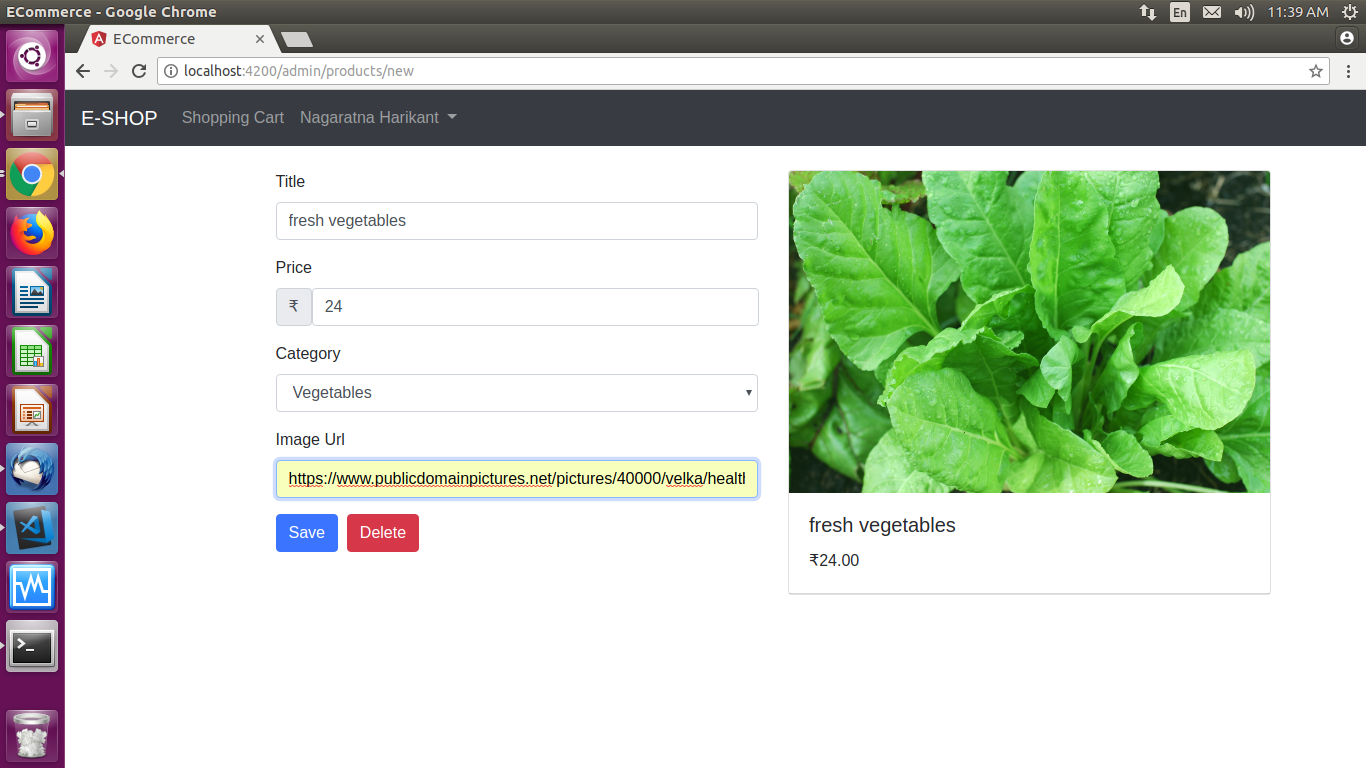 ECommerce - Google Chrome
En
11:39 AM
ECommerce
localhost:4200/admin/products/new
E-SHOP Shopping Cart Nagaratna Harikant
Title
fresh vegetables
Price
₹ 24
Category
Vegetables
Image Url
https://www.publicdomainpictures.net/pictures/40000/velka/healt
Save Delete
fresh vegetables
₹24.00